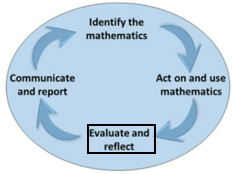 Identify the
mathematics
Communicate
and report
Act on and use
mathematics
Evaluate and
reflect